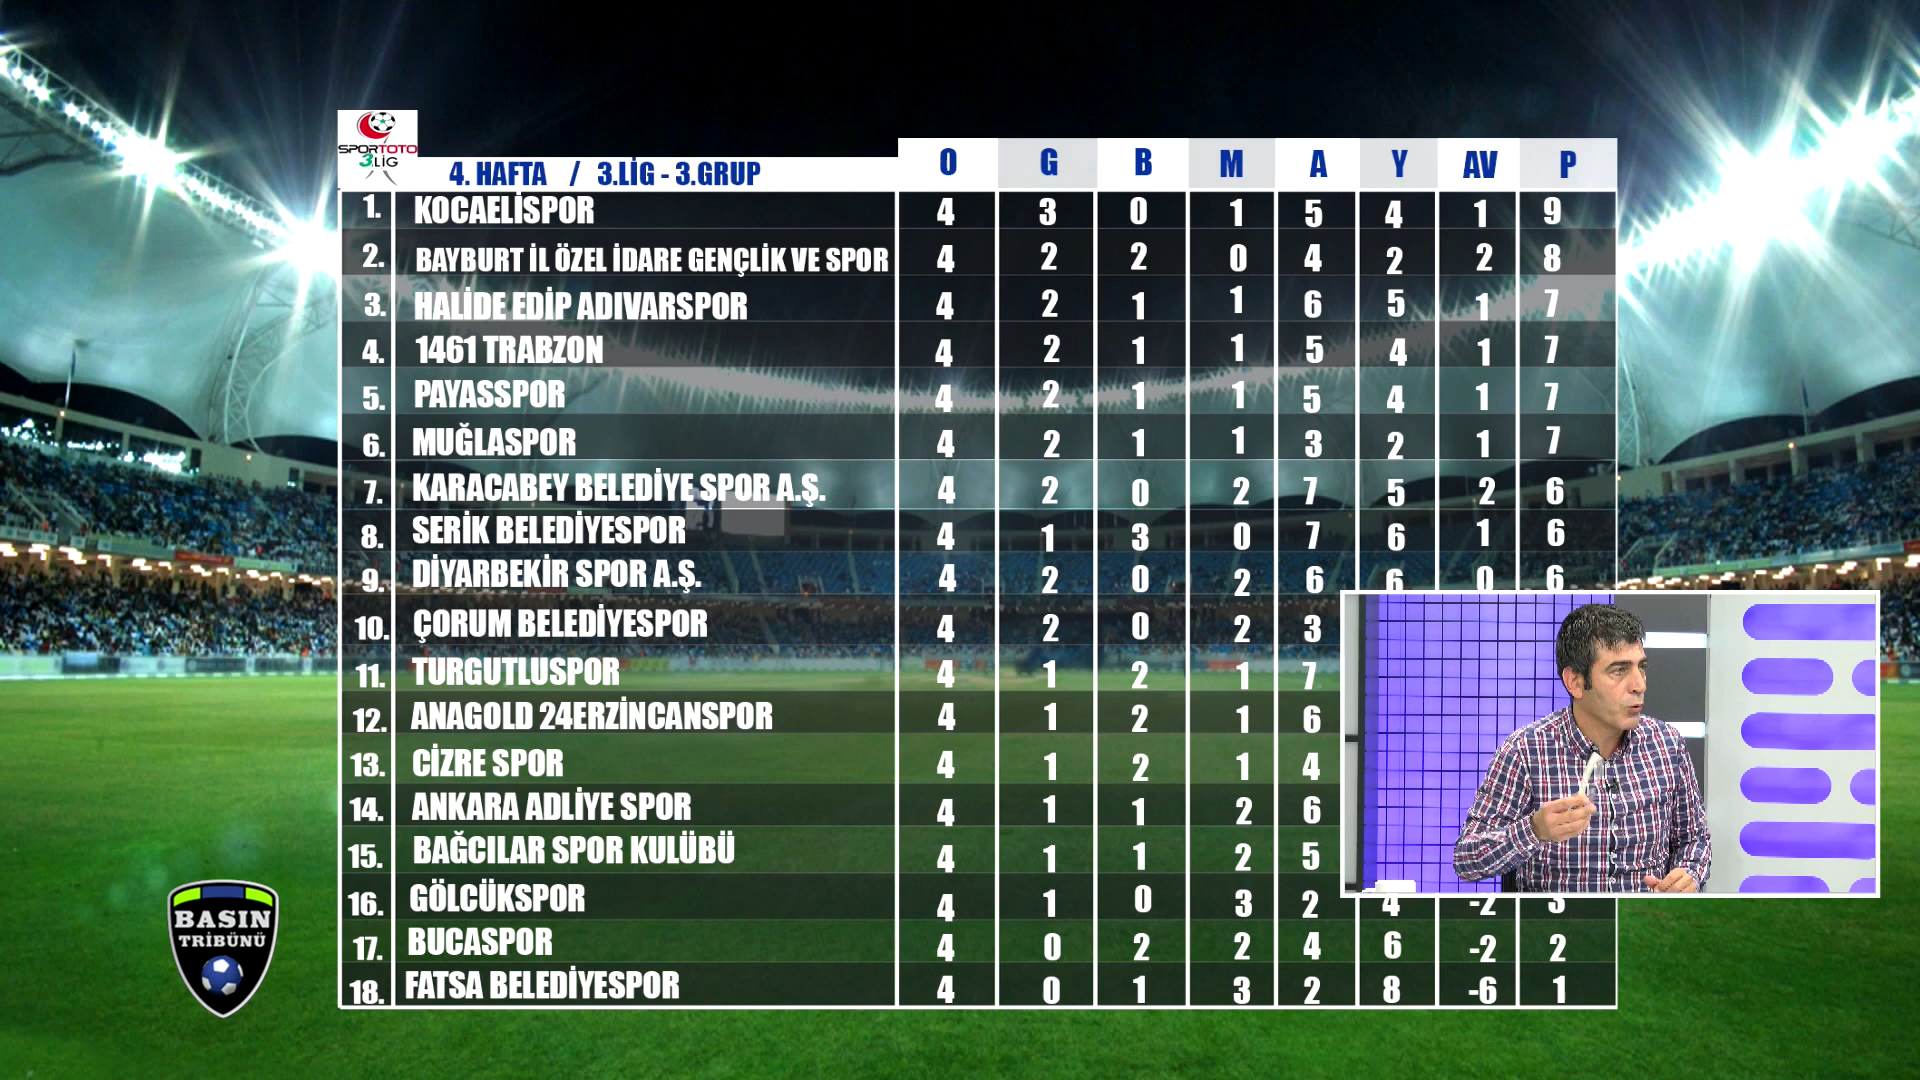 SPORTOTO
3.LİG
4. HAFTA / 3.LİG - 3.GRUP O G B M A Y AV P
1. KOCAELİSPOR 4 3 0 1 5 4 1 9
2. BAYBURT İL ÖZEL İDARE GENÇLİK VE SPOR 4 2 2 0 4 2 2 8
3. HALİDE EDİP ADIVARSPOR 4 2 1 1 6 5 1 7
4. 1461 TRABZON 4 2 1 1 5 4 1 7
5. PAYASSPOR 4 2 1 1 5 4 1 7
6. MUĞLASPOR 4 2 1 1 3 2 1 7
7. KARACABEY BELEDİYE SPOR A.Ş. 4 2 0 2 7 5 2 6
8. SERİK BELEDİYESPOR 4 1 3 0 7 6 1 6
9. DİYARBEKİR SPOR A.Ş. 4 2 0 2 6 6 0 6
10. ÇORUM BELEDİYESPOR 4 2 0 2 3
11. TURGUTLUSPOR 4 1 2 1 7
12. ANAGOLD 24ERZİNCANSPOR 4 1 2 1 6
13. CİZRE SPOR 4 1 2 1 4
14. ANKARA ADLİYE SPOR 4 1 1 2 6
15. BAĞCILAR SPOR KULÜBÜ 4 1 1 2 5
16. GÖLCÜKSPOR 4 1 0 3 2 4 -2 3
17. BUCASPOR 4 0 2 2 4 6 -2 2
18. FATSA BELEDİYESPOR 4 0 1 3 2 8 -6 1
BASIN
TRİBÜNÜ